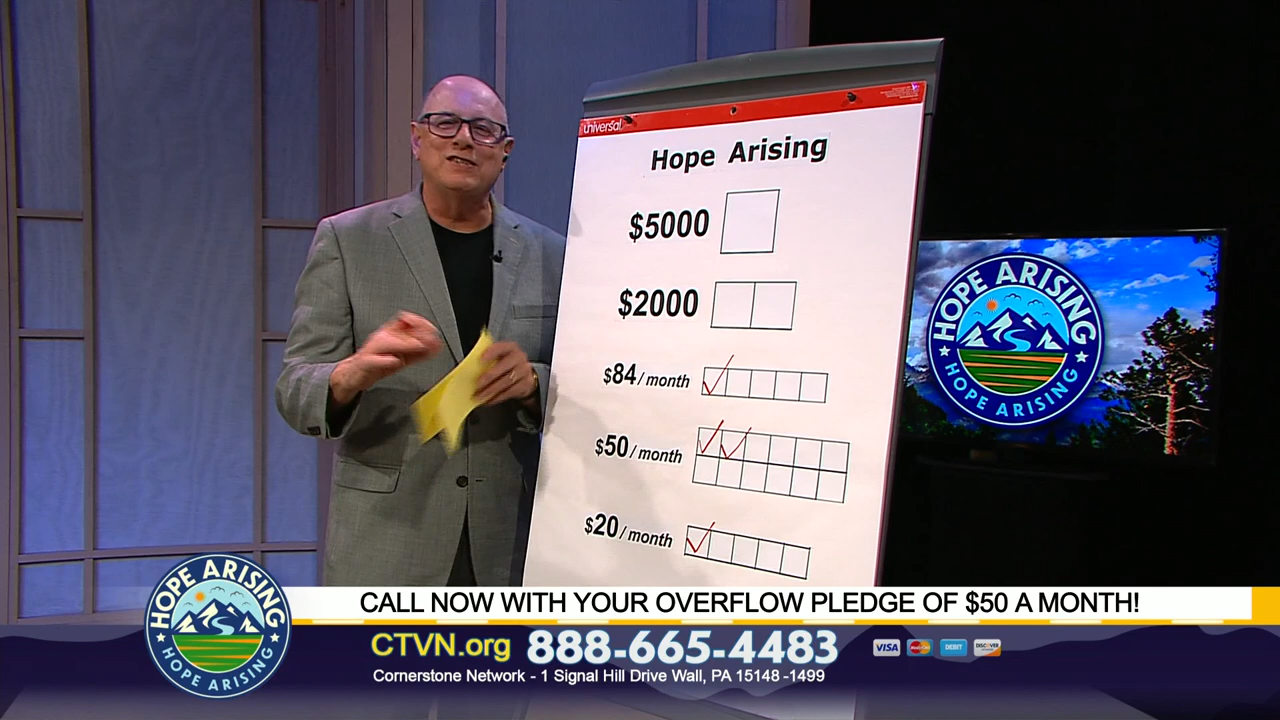 universal
Hope Arising
$5000
$2000
$84/month
$50/month
$20/month
HOPE ARISING
HOPE ARISING
HOPE ARISING
HOPE ARISING
CALL NOW WITH YOUR OVERFLOW PLEDGE OF $50 A MONTH!
CTVN.org 888-665-4483
VISA MasterCard DEBIT DISCOVER
Cornerstone Network - 1 Signal Hill Drive Wall, PA 15148 -1499